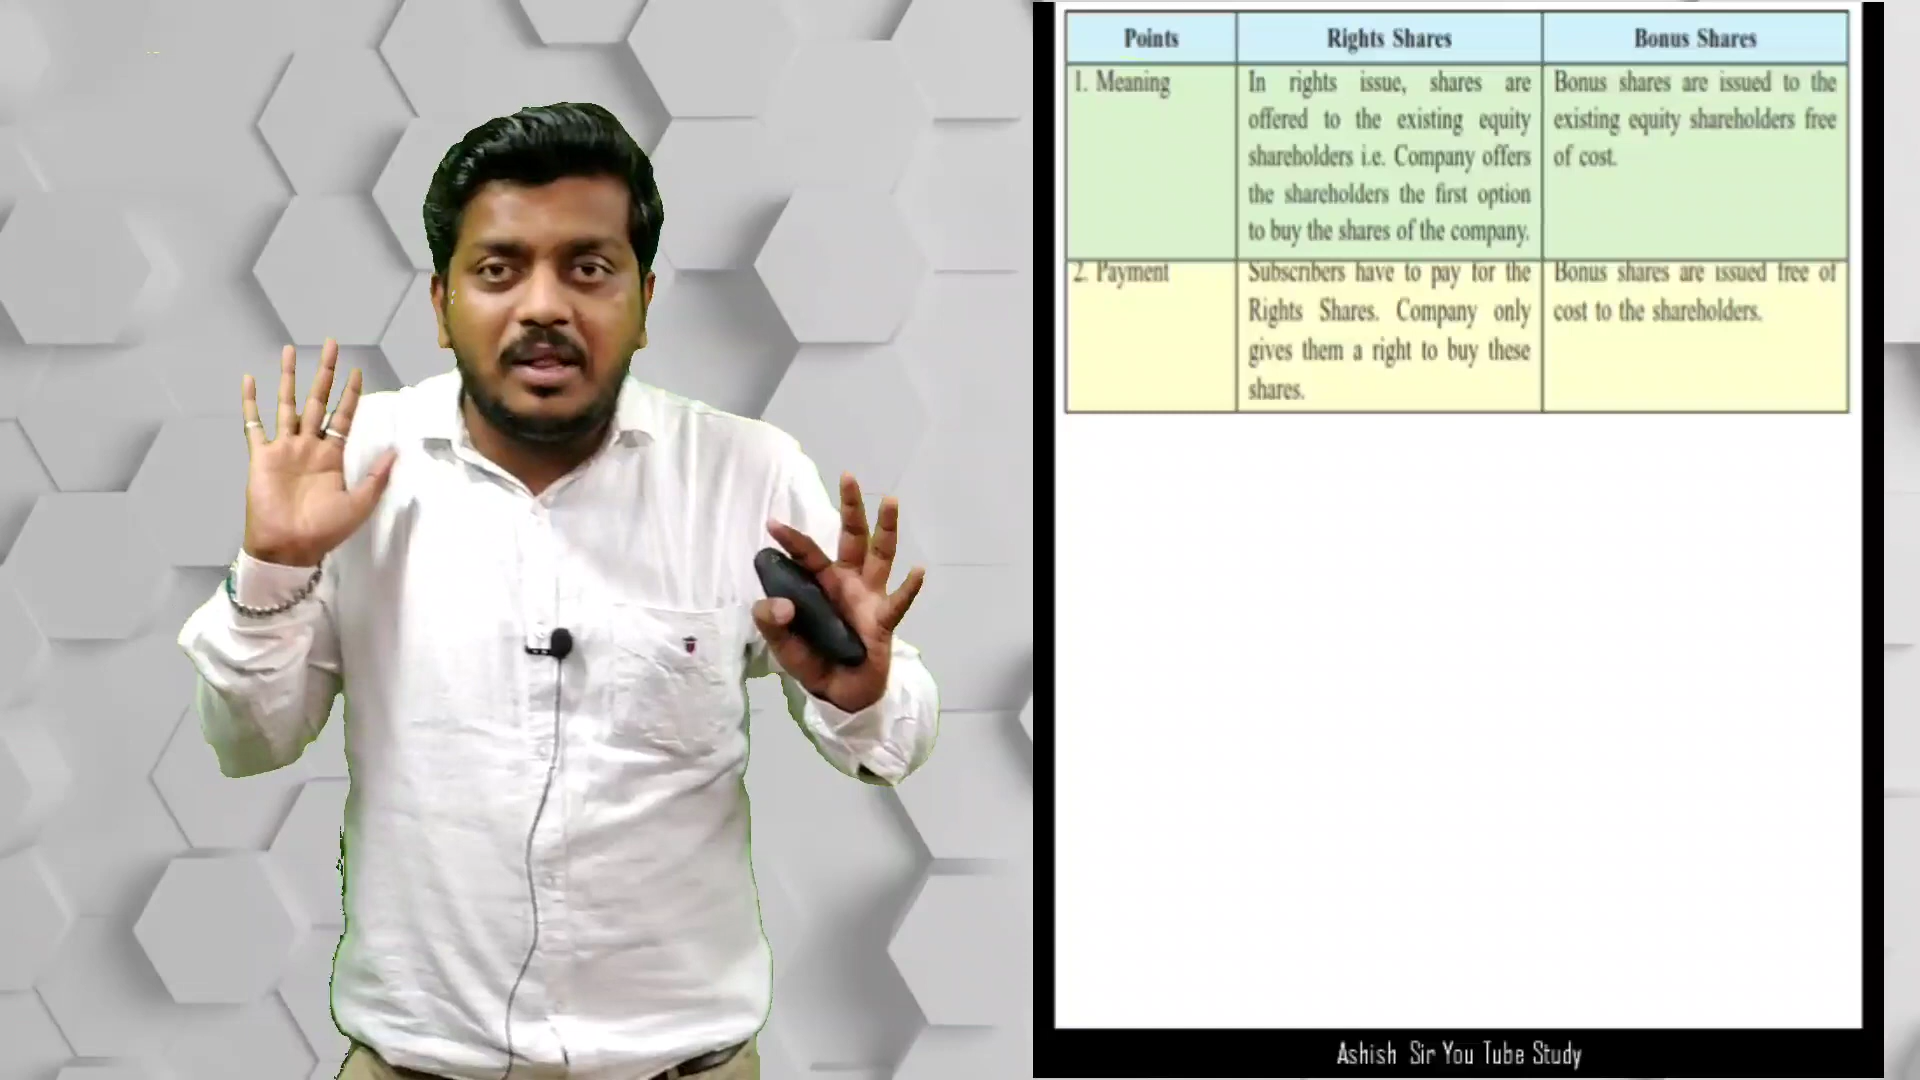 Points Rights Shares Bonus Shares
1. Meaning
In rights issue, shares are
offered to the existing equity
shareholders i.e. Company offers
the shareholders the first option
to buy the shares of the company.
Bonus shares are issued to the
existing equity shareholders free
of cost.
2. Payment
Subscribers have to pay for the
Rights Shares. Company only
gives them a right to buy these
shares.
Bonus shares are issued free of
cost to the shareholders.
Ashish Sir You Tube Study